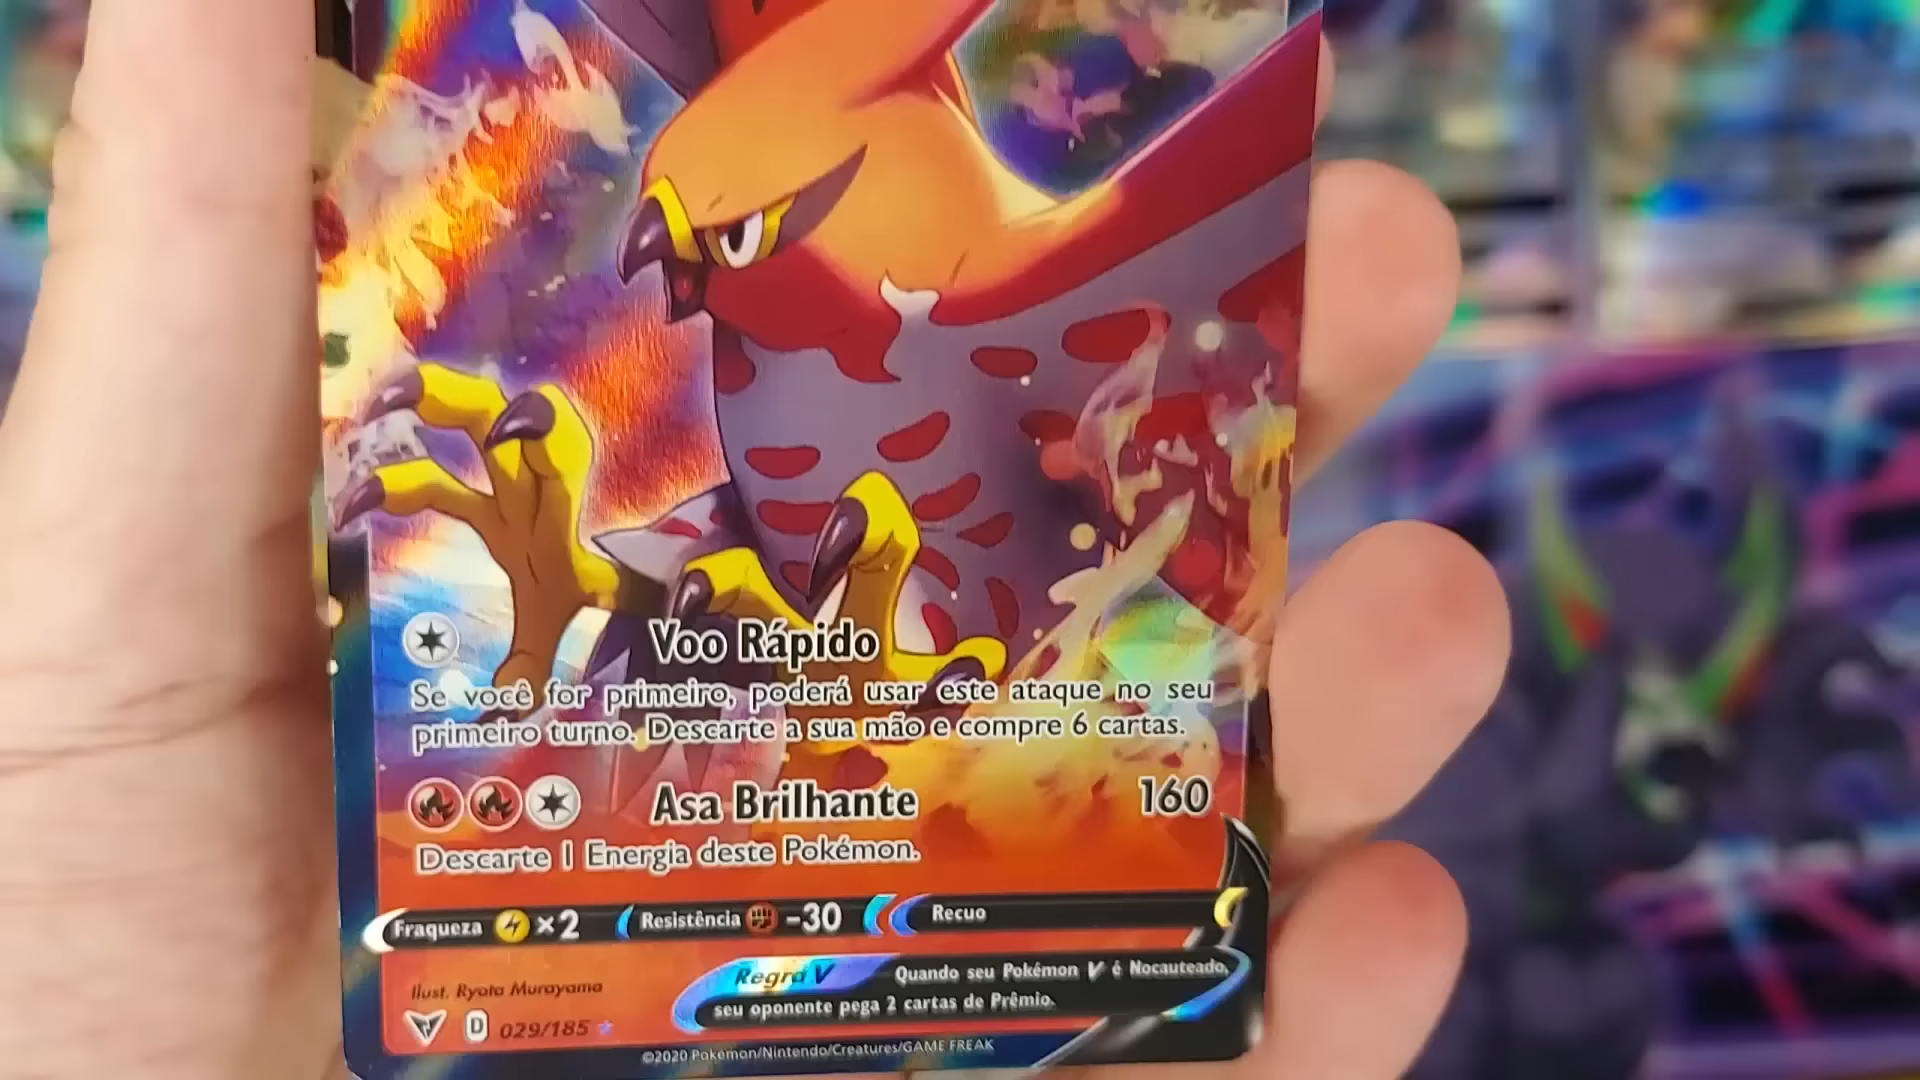 Voo Rápido
Se você for primeiro, poderá usar este ataque no seu
primeiro turno. Descarte a sua mão e compre 6 cartas.
Asa Brilhante 160
Descarte 1 Energia deste Pokémon.
Fraqueza ×2 Resistência -30 Recuo
Ilust. Ryota Murayama
Regra V Quando seu Pokémon V é Nocauteado,
seu oponente pega 2 cartas de Prêmio.
D 029/185
©2020 Pokémon/Nintendo/Creatures/GAME FREAK